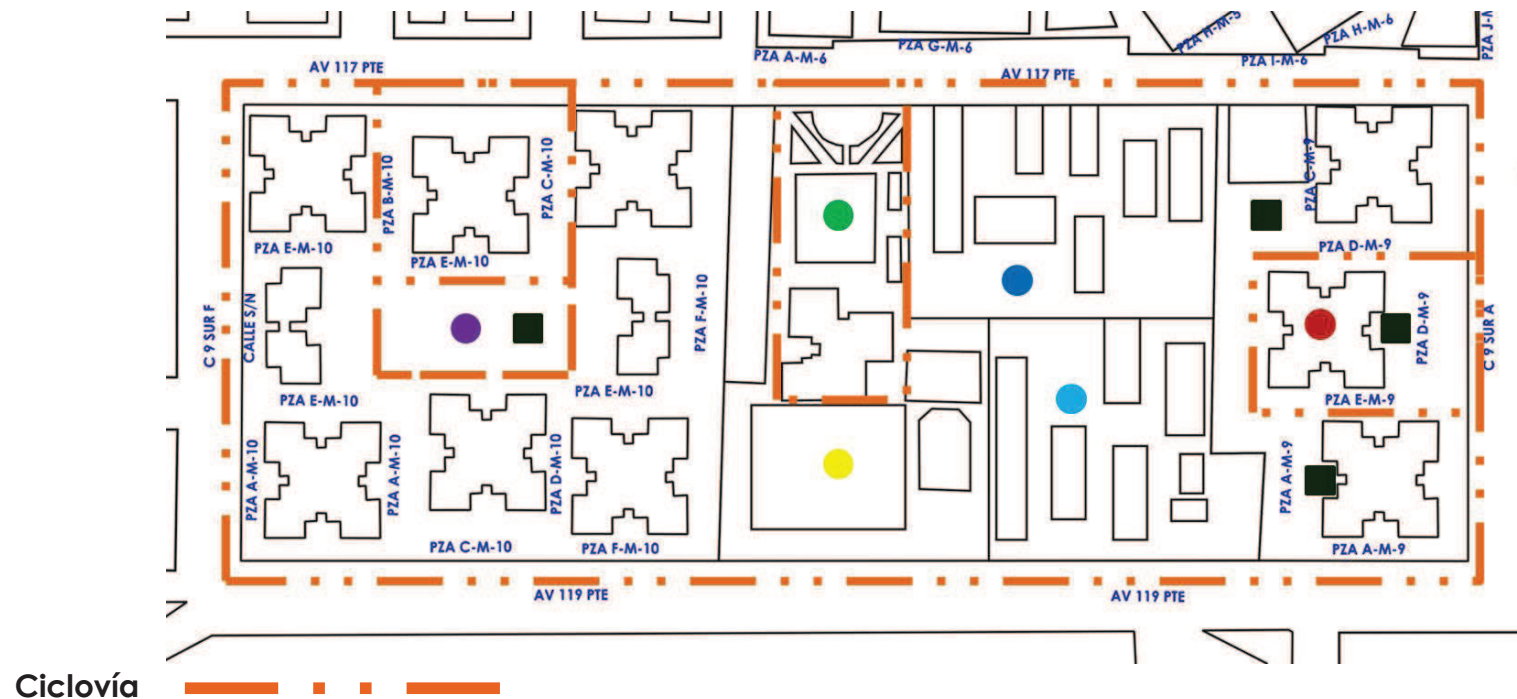 PZA A-M-6
PZA G-M-6
PZA H-M-5
PZA H-M-6
PZA I-M-6
AV 117 PTE
AV 117 PTE
PZA B-M-10
PZA C-M-10
PZA C-M-9
PZA E-M-10
PZA E-M-10
PZA D-M-9
C 9 SUR F
CALLE S/N
PZA F-M-10
PZA D-M-9
C 9 SUR A
PZA E-M-10
PZA E-M-10
PZA E-M-9
PZA A-M-10
PZA A-M-10
PZA D-M-10
PZA A-M-9
PZA C-M-10
PZA F-M-10
PZA A-M-9
AV 119 PTE
AV 119 PTE
Ciclovía